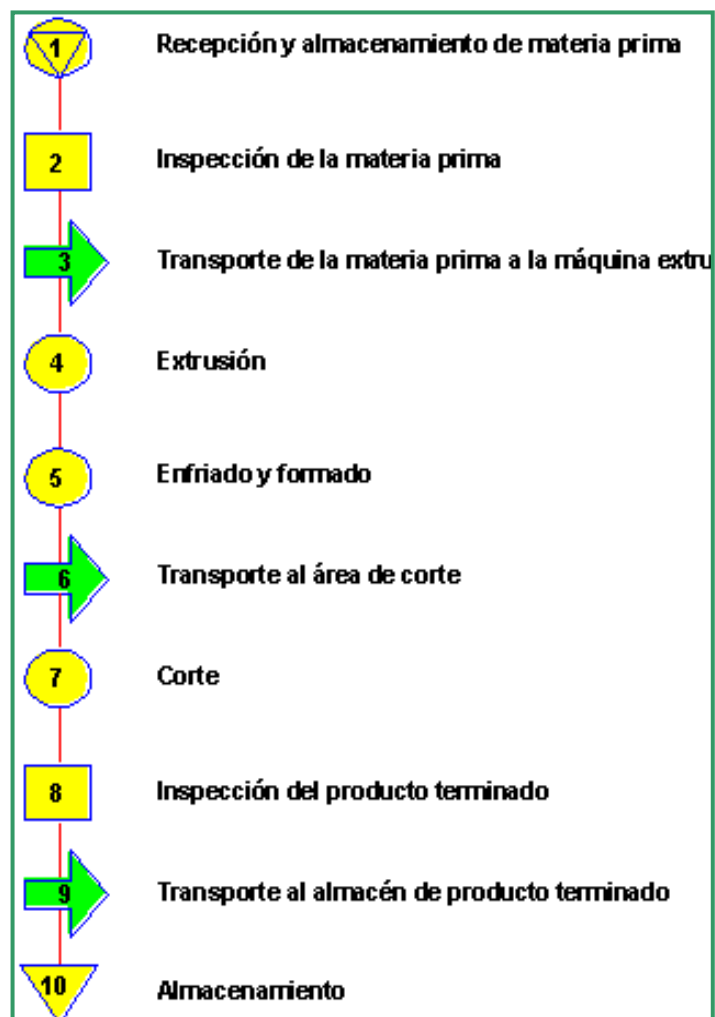 1 Recepción y almacenamiento de materia prima
2 Inspección de la materia prima
3 Transporte de la materia prima a la máquina extru
4 Extrusión
5 Enfriado y formado
6 Transporte al área de corte
7 Corte
8 Inspección del producto terminado
9 Transporte al almacén de producto terminado
10 Almacenamiento